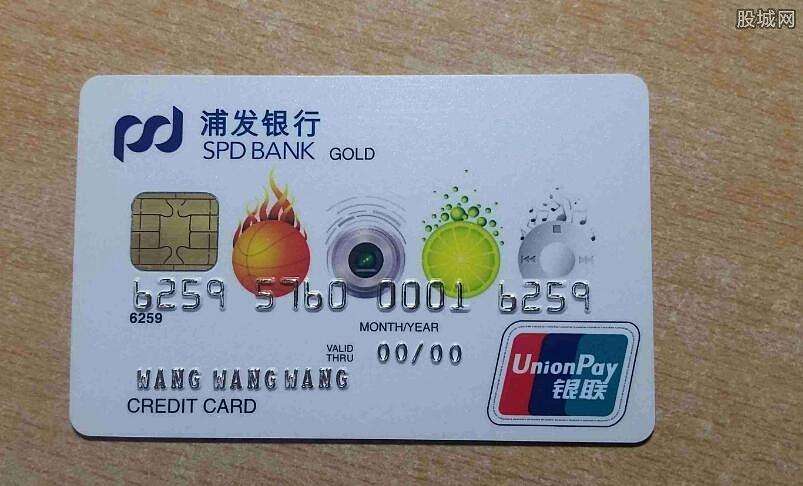 股城网
浦发银行
SPD BANK GOLD
6259 5760 0001 6259
6259
MONTH/YEAR
VALID THRU 00/00
WANG WANG WANG
CREDIT CARD
UnionPay
银联